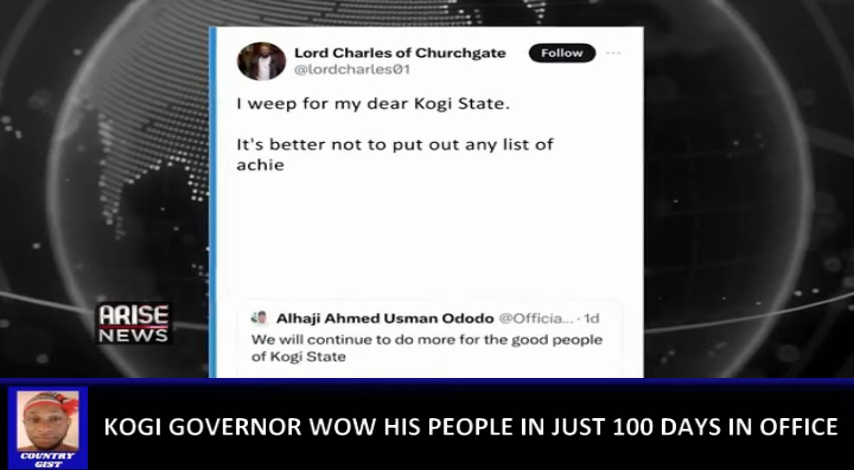 Lord Charles of Churchgate
Follow
@lordcharles01
I weep for my dear Kogi State.
It's better not to put out any list of
achie
Alhaji Ahmed Usman Ododo @Officia... · 1d
We will continue to do more for the good people
of Kogi State
ARISE
NEWS
KOGI GOVERNOR WOW HIS PEOPLE IN JUST 100 DAYS IN OFFICE
COUNTRY
GIST